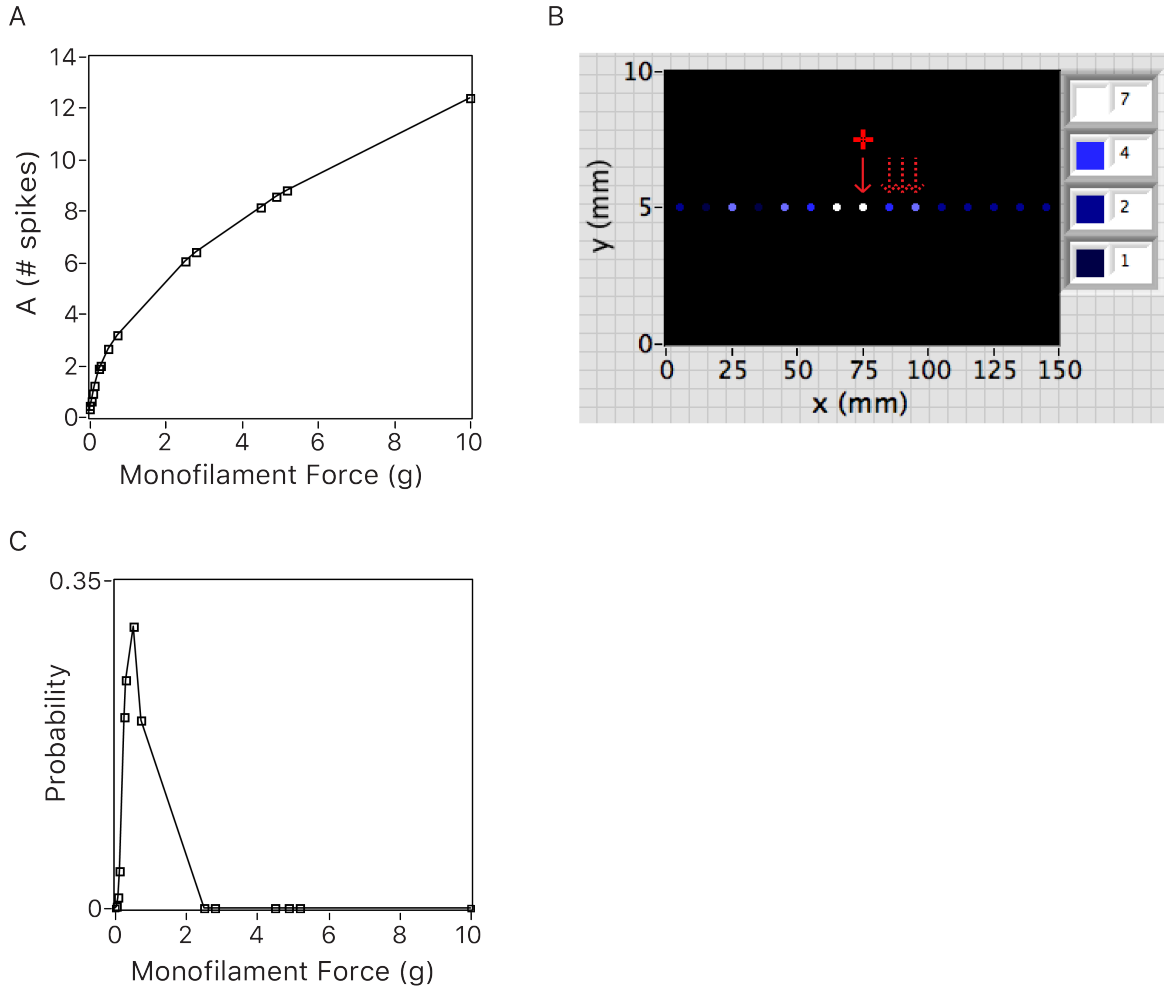 A
14
12
10
8
6
4
2
0
A (# spikes)
0 2 4 6 8 10
Monofilament Force (g)
B
10
5
0
y (mm)
0 25 50 75 100 125 150
x (mm)
7
4
2
1
C
0.35
0
Probability
0 2 4 6 8 10
Monofilament Force (g)